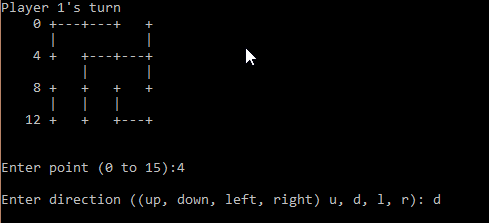 Player 1's turn
    0 +---+---+   +
      |           |
    4 +   +---+---+
          |       |
    8 +   +   +   +
      |   |   |
   12 +   +   +---+
Enter point (0 to 15):4
Enter direction ((up, down, left, right) u, d, l, r): d